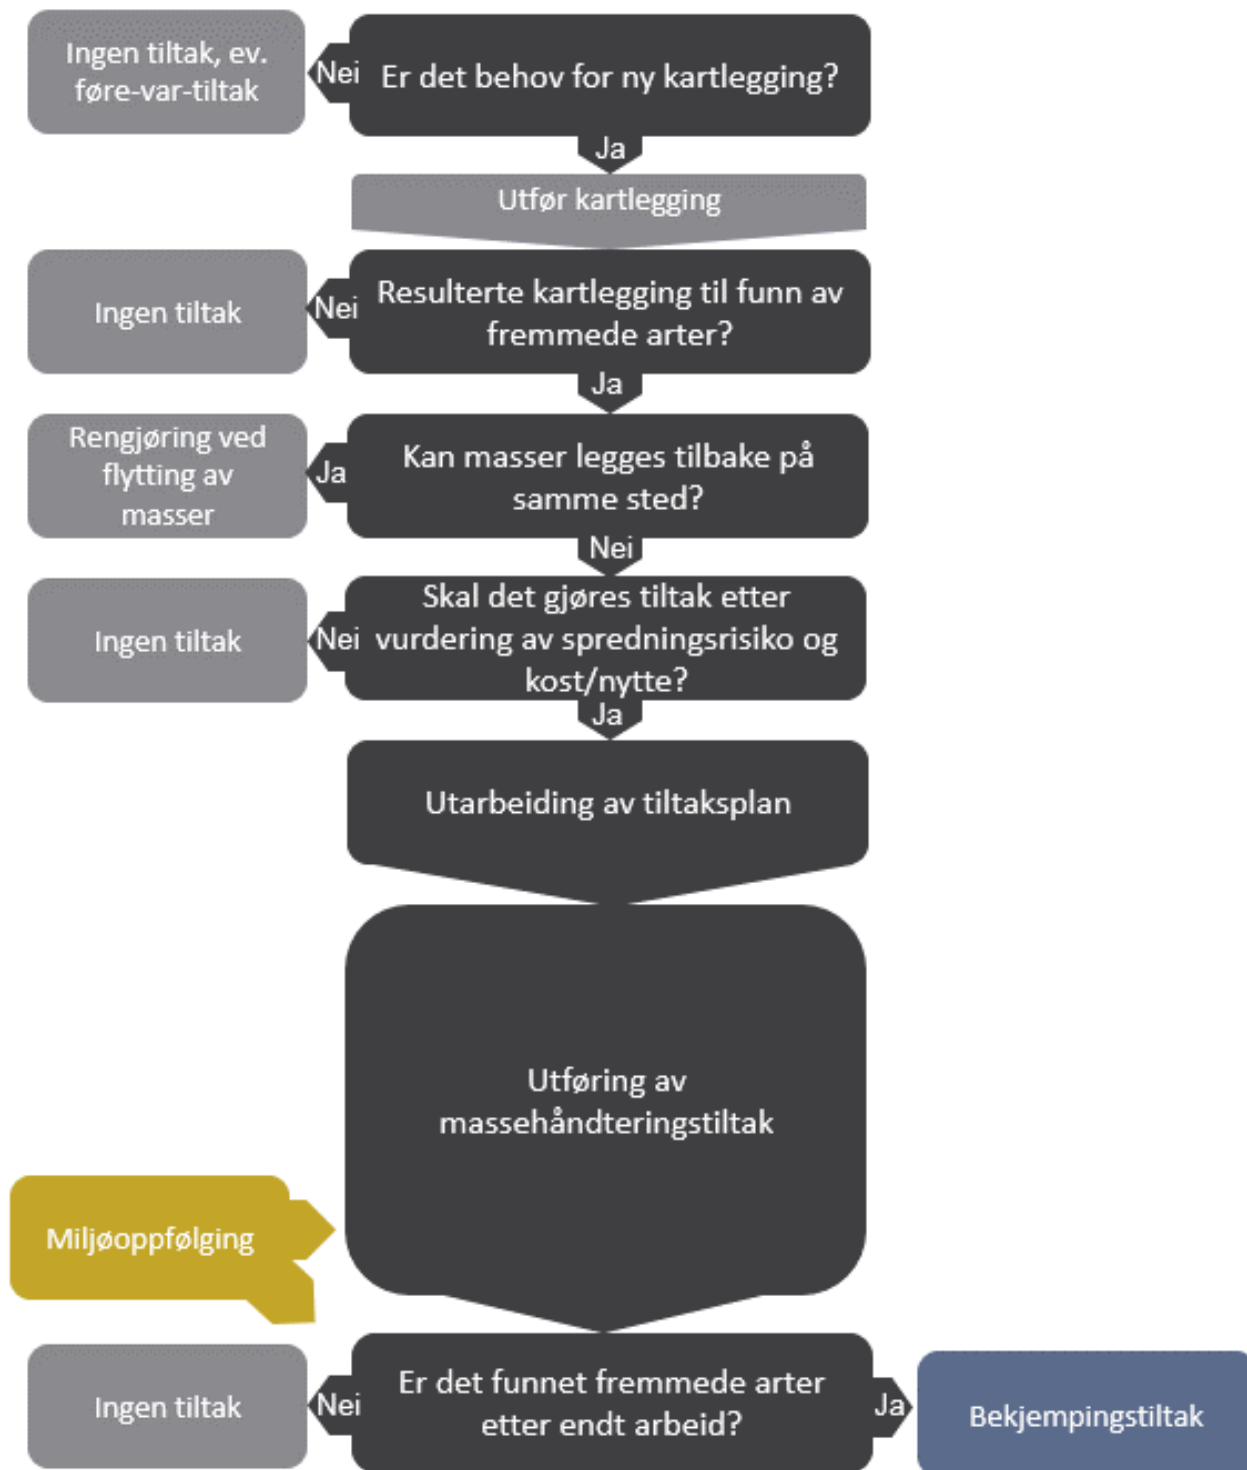 Ingen tiltak, ev.
føre-var-tiltak
Nei
Er det behov for ny kartlegging?
Ja
Utfør kartlegging
Ingen tiltak
Nei
Resulterte kartlegging til funn av
fremmede arter?
Ja
Rengjøring ved
flytting av
masser
Ja
Kan masser legges tilbake på
samme sted?
Nei
Ingen tiltak
Nei
Skal det gjøres tiltak etter
vurdering av spredningsrisiko og
kost/nytte?
Ja
Utarbeiding av tiltaksplan
Utføring av
massehåndteringstiltak
Miljøoppfølging
Ingen tiltak
Nei
Er det funnet fremmede arter
etter endt arbeid?
Ja
Bekjempingstiltak